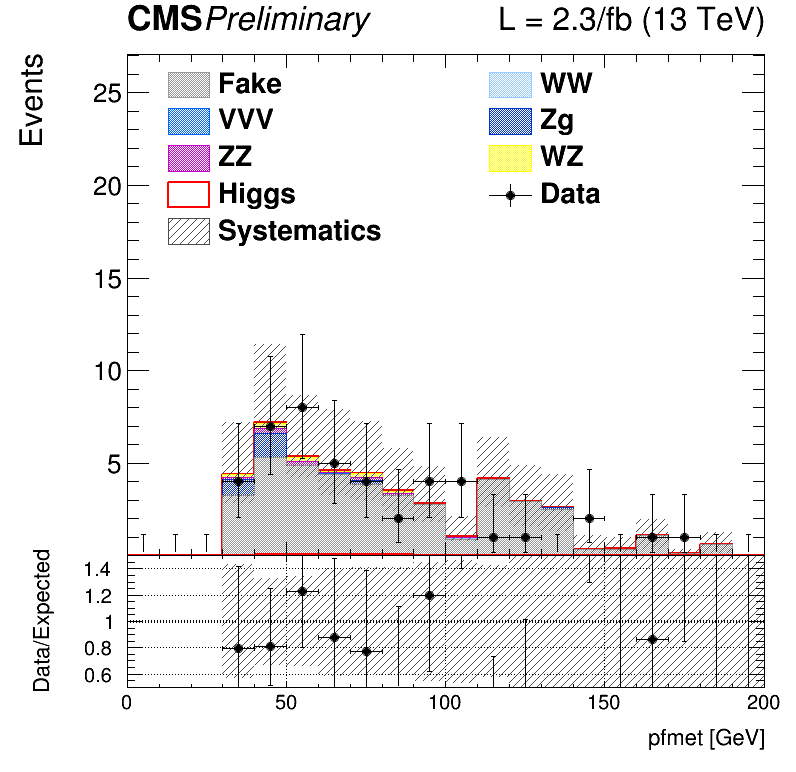 CMS Preliminary L = 2.3/fb (13 TeV)
Events
25
20
15
10
5
Fake WW
VVV Zg
ZZ WZ
Higgs Data
Systematics
Data/Expected
1.4
1.2
1
0.8
0.6
0 50 100 150 200
pfmet [GeV]